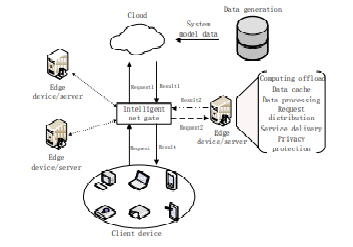 Data generation
Cloud
System
model data
Request1
Result1
Computing offload
Data cache
Data processing
Request
distribution
Service delivary
Privacy
protection
Edge
device/server
Result2
Intelligent
net gate
Request2
Edge
device/server
Edge
device/server
Request
Result
Client device